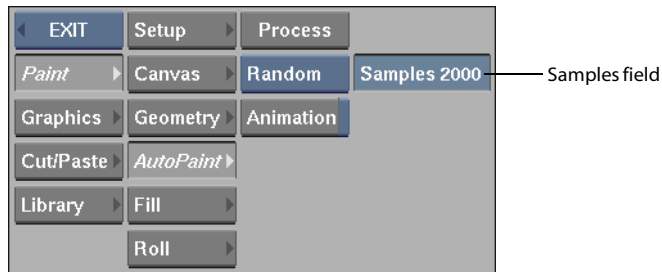 EXIT Setup Process
Paint Canvas Random Samples 2000 Samples field
Graphics Geometry Animation
Cut/Paste AutoPaint
Library Fill
Roll